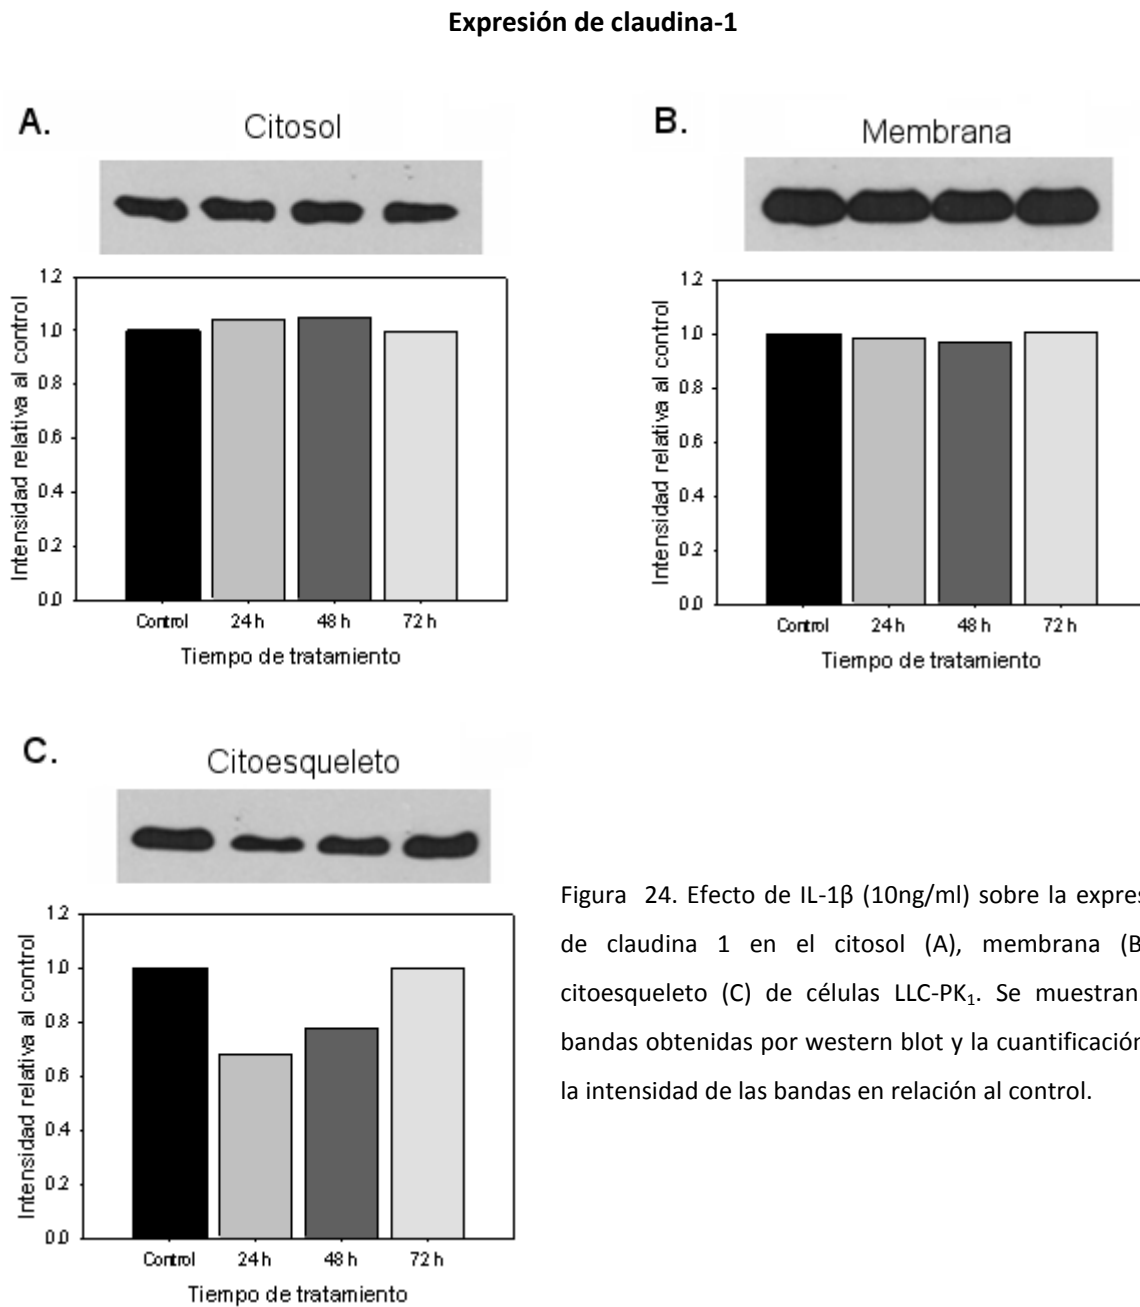 Expresión de claudina-1
A.
Citosol
1.2
1.0
0.8
0.6
0.4
0.2
0.0
Intensidad relativa al control
Control 24 h 48 h 72 h
Tiempo de tratamiento
B.
Membrana
1.2
1.0
0.8
0.6
0.4
0.2
0.0
Intensidad relativa al control
Control 24 h 48 h 72 h
Tiempo de tratamiento
C.
Citoesqueleto
1.2
1.0
0.8
0.6
0.4
0.2
0.0
Intensidad relativa al control
Control 24 h 48 h 72 h
Tiempo de tratamiento
Figura 24. Efecto de IL-1β (10ng/ml) sobre la expres
de claudina 1 en el citosol (A), membrana (B
citoesqueleto (C) de células LLC-PK₁. Se muestran
bandas obtenidas por western blot y la cuantificación
la intensidad de las bandas en relación al control.